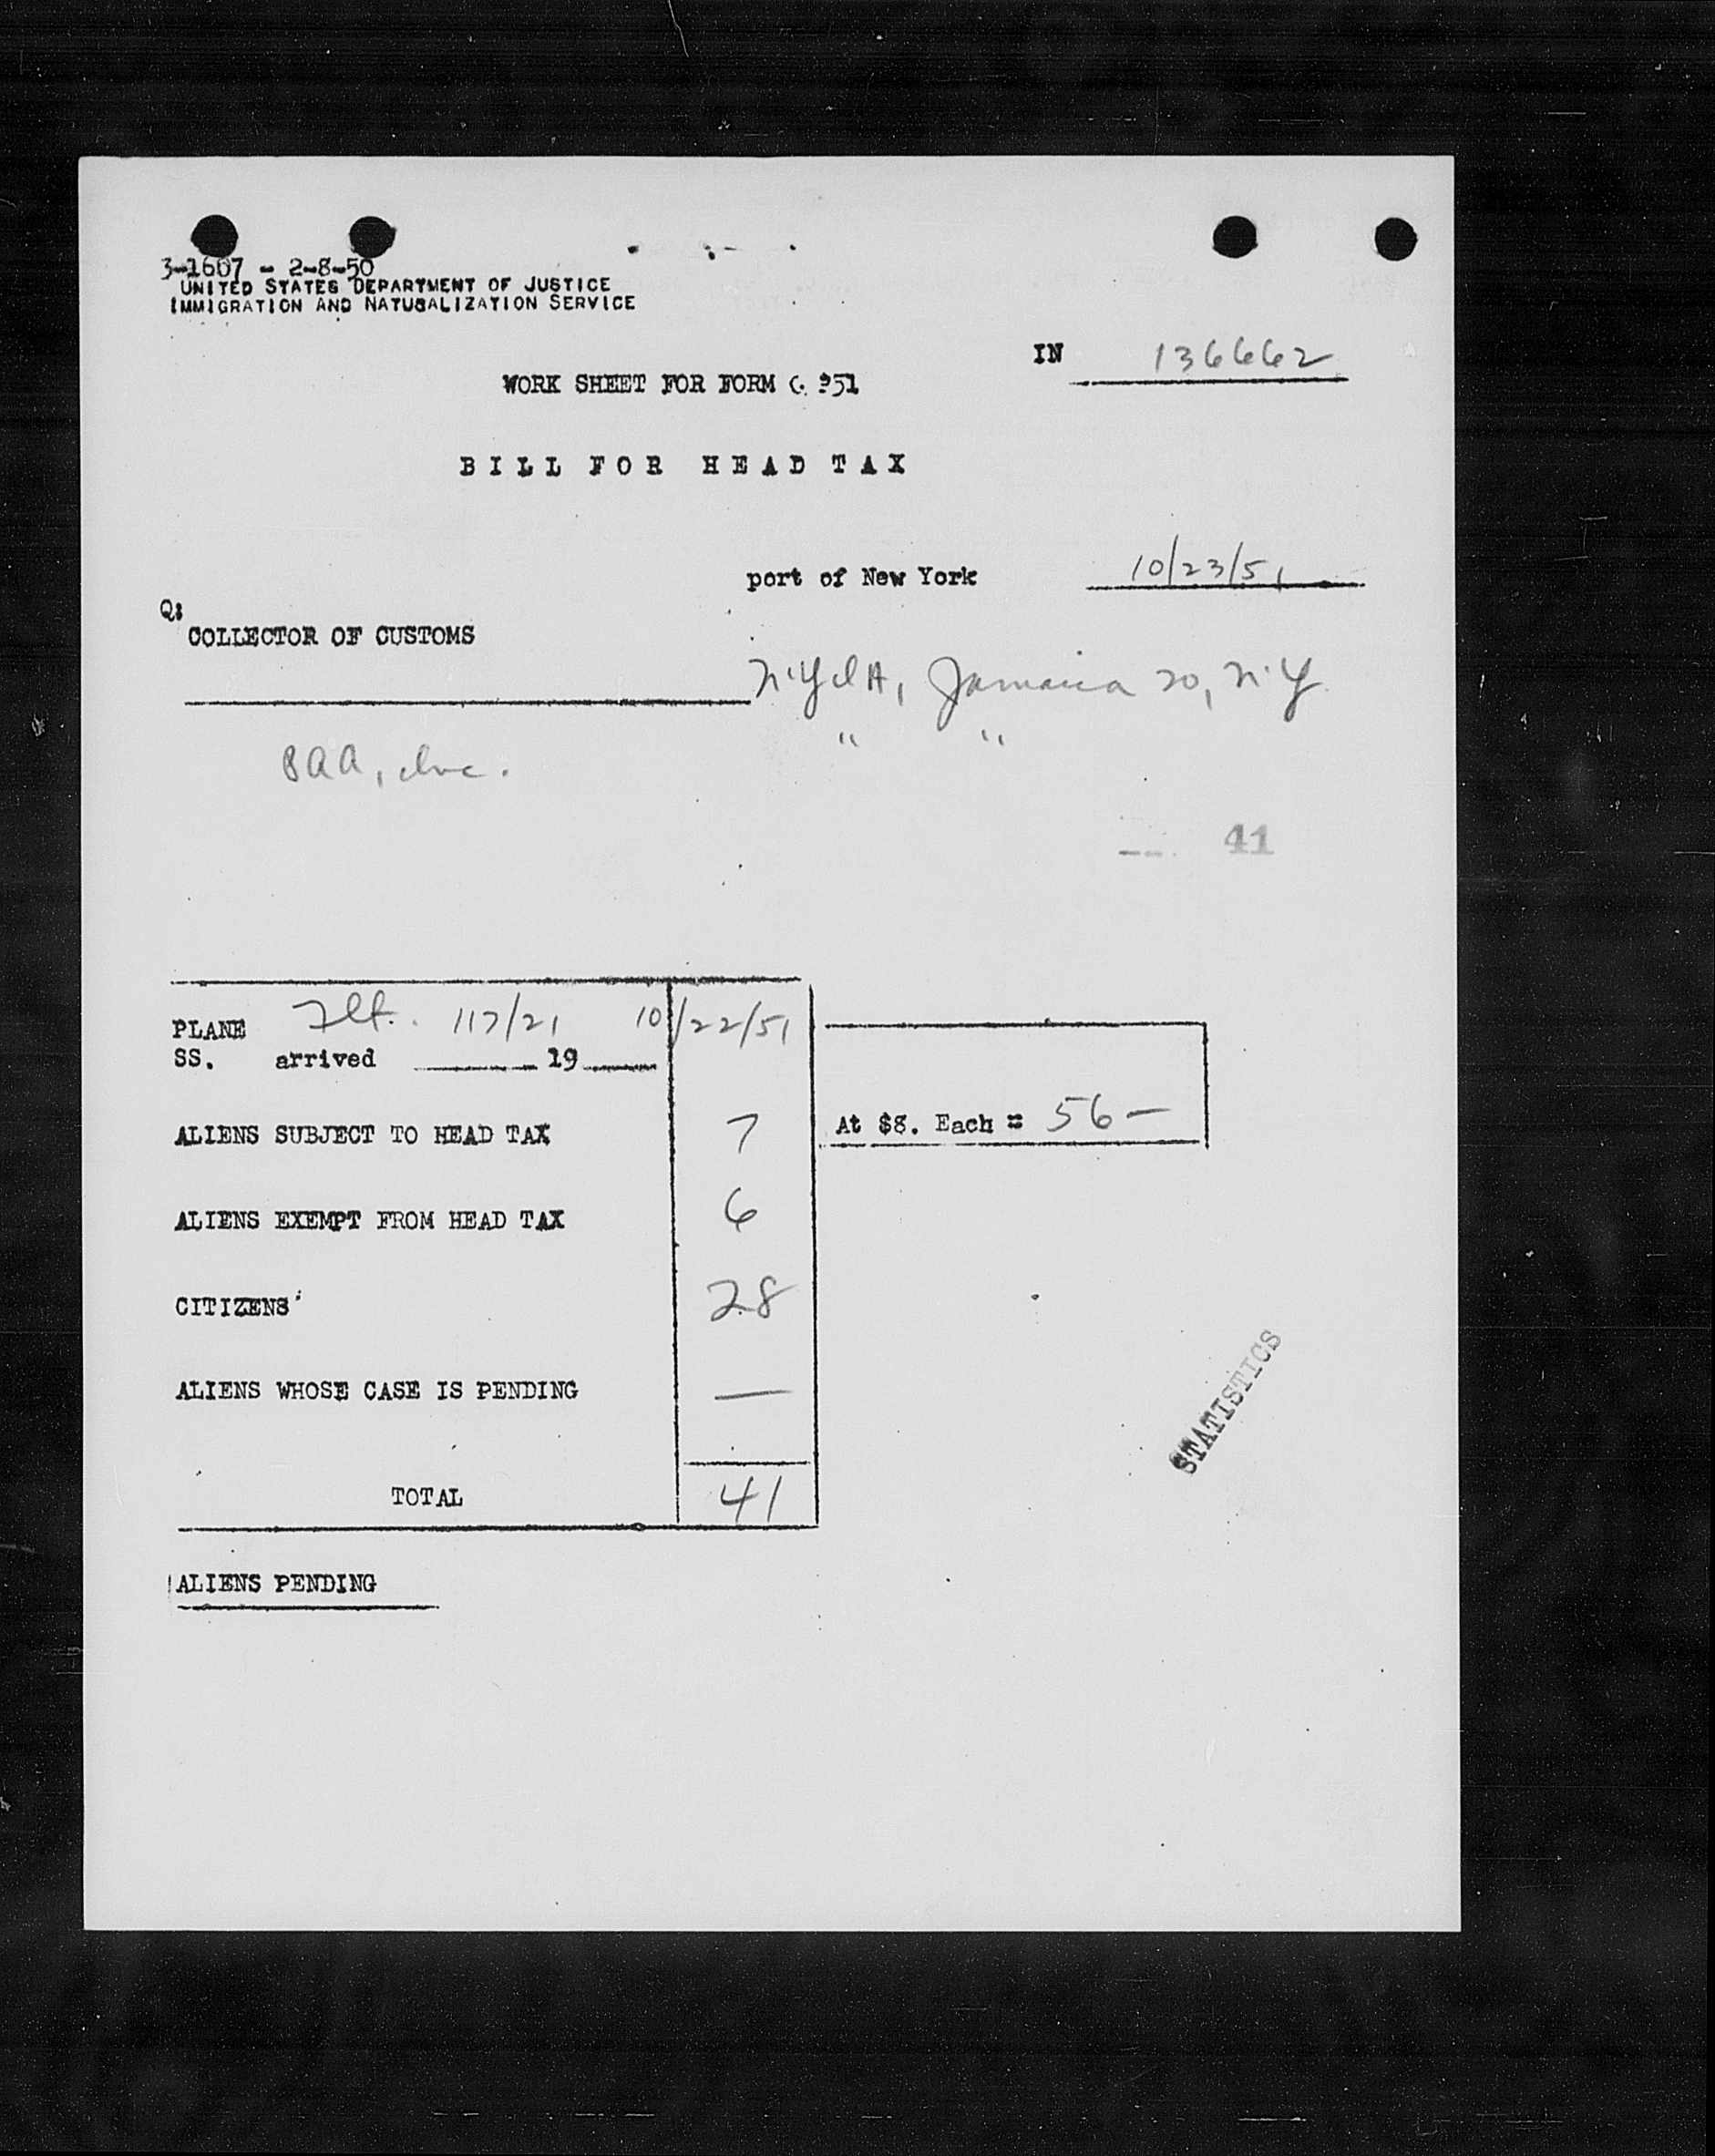 3-1607 - 2-8-50
UNITED STATES DEPARTMENT OF JUSTICE
IMMIGRATION AND NATURALIZATION SERVICE
IN 136662
WORK SHEET FOR FORM 951
BILL FOR HEAD TAX
port of New York 10/23/51
COLLECTOR OF CUSTOMS
N.Y.I.A, Jamaica 20, N.Y.
" "
Inc.
41
PLANE Flt. 117/21 10/22/51
SS. arrived 19
ALIENS SUBJECT TO HEAD TAX 7 At $8. Each = 56 —
ALIENS EXEMPT FROM HEAD TAX 6
CITIZENS 28
ALIENS WHOSE CASE IS PENDING —
STATISTICS
TOTAL 41
ALIENS PENDING